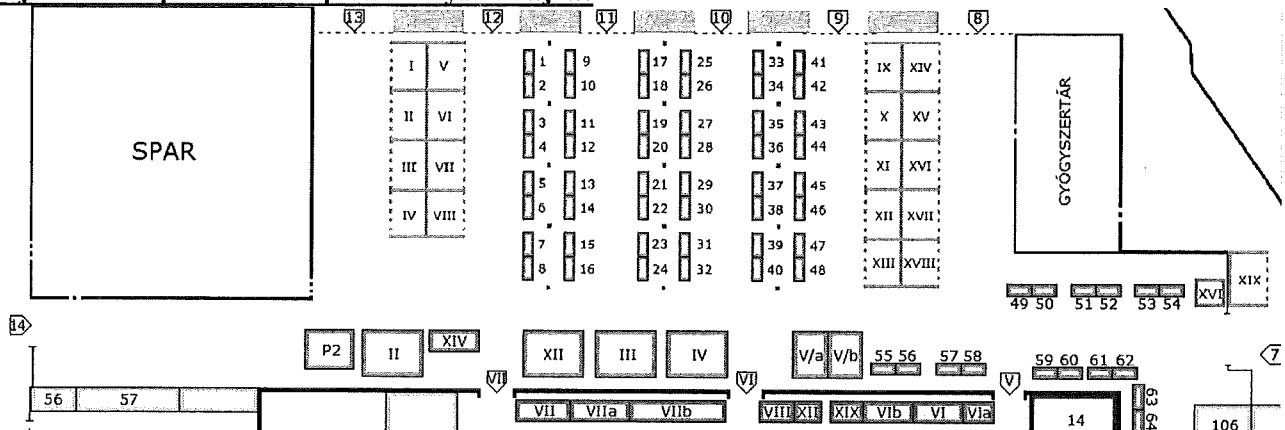 13 12 11 10 9 8
I V 1 9 17 25 33 41 IX XIV
2 10 18 26 34 42
II VI 3 11 19 27 35 43 X XV
SPAR 4 12 20 28 36 44
III VII 5 13 21 29 37 45 XI XVI
GYÓGYSZERTÁR
IV VIII 6 14 22 30 38 46 XII XVII
7 15 23 31 39 47
8 16 24 32 40 48 XIII XVIII
49 50 51 52 53 54 XVI XIX
14
P2 II XIV XII III IV V/a V/b 55 56 57 58 59 60 61 62 7
VII VI V
56 57 VII VIIa VIIb VIII XII XIX VIb VI VIa 14 63 64 106